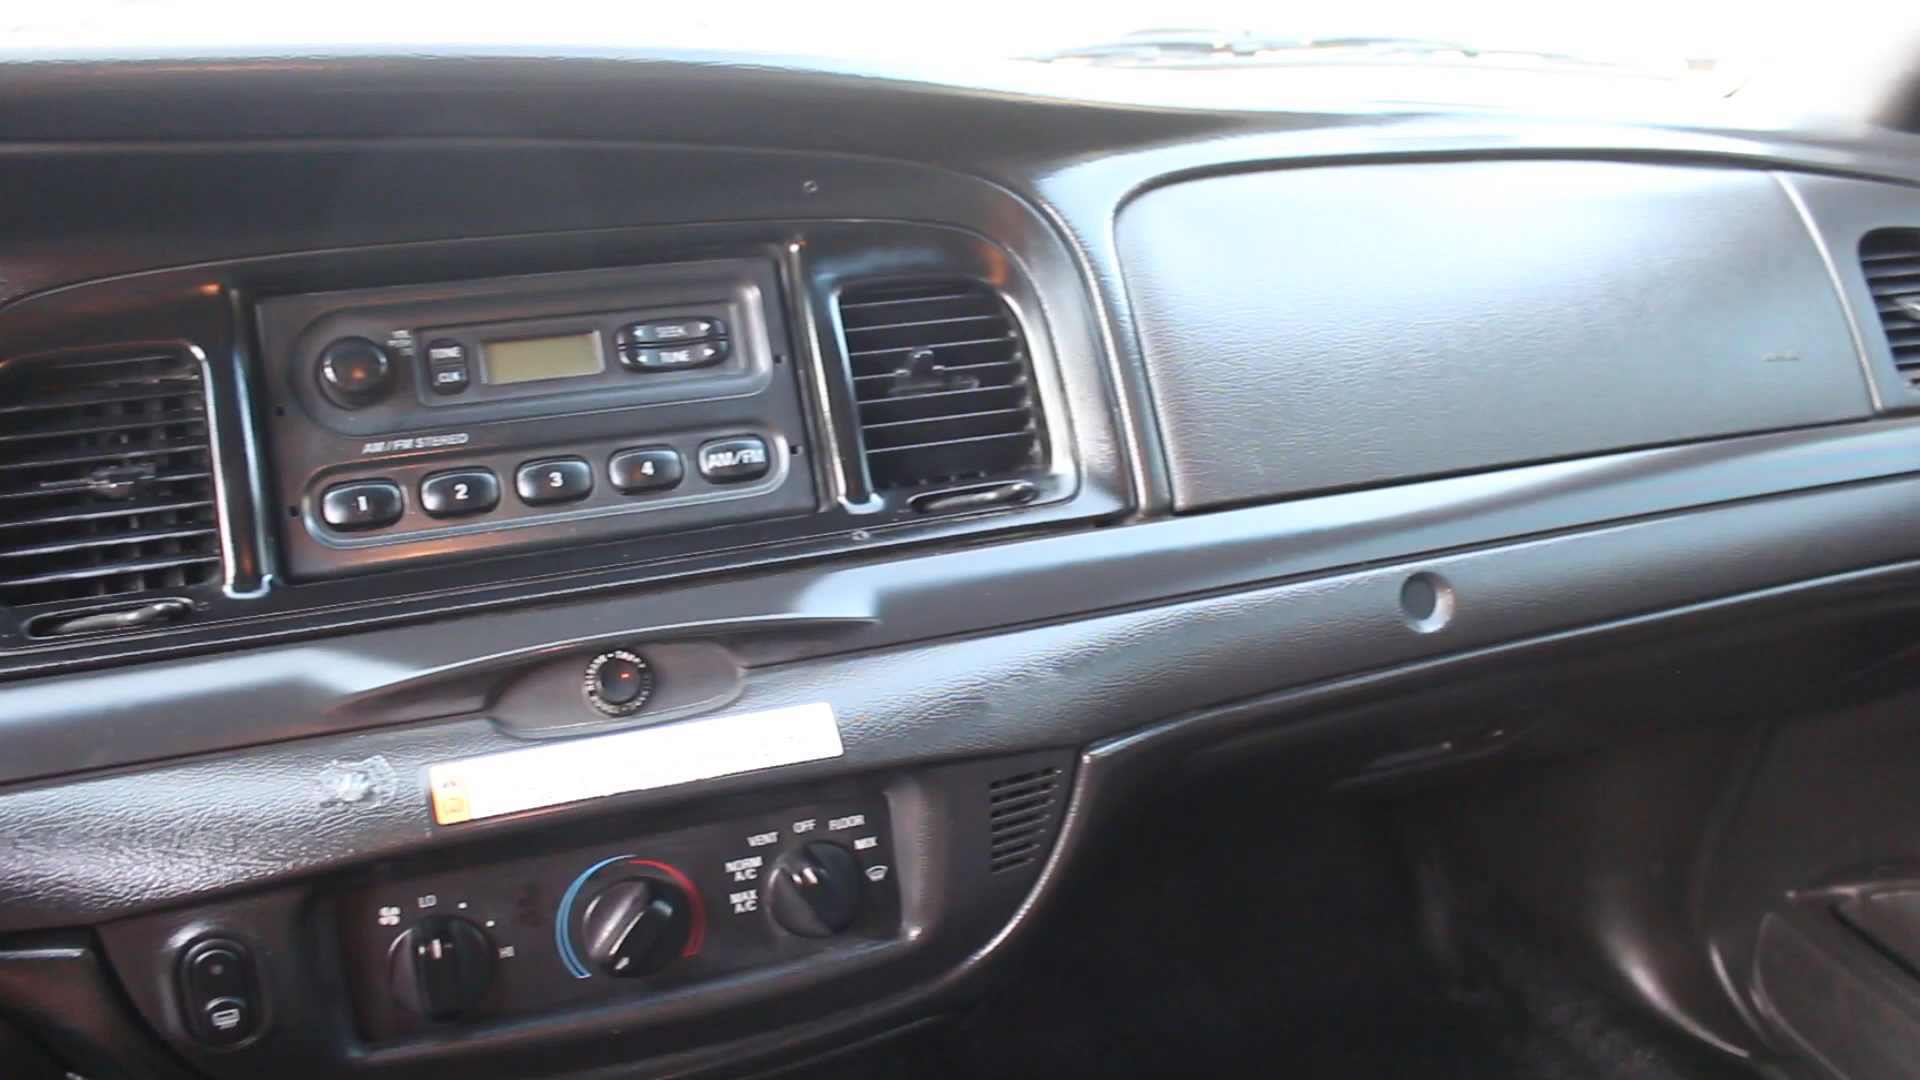 SEEK
TONE
TUNE
CLK
AM/FM STEREO
1 2 3 4 AM/FM
VENT OFF FLOOR
NORM A/C
MIX
MAX A/C
LO
HI